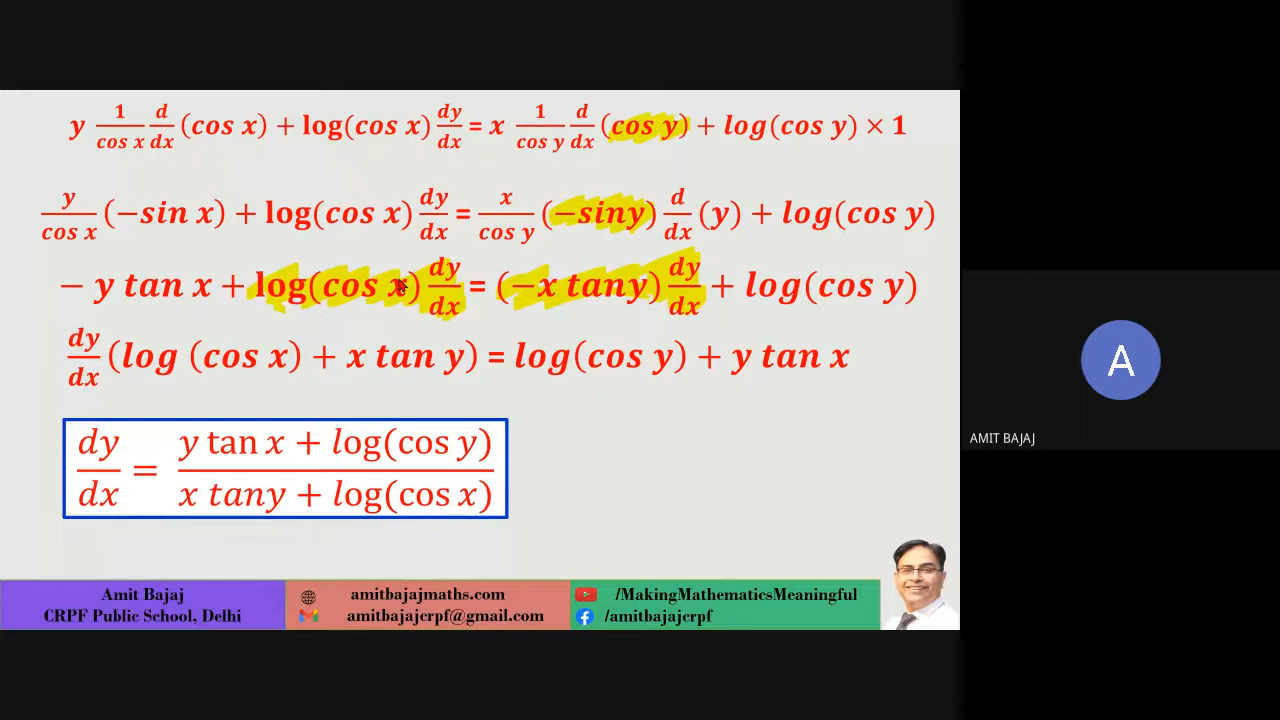 y 1/cos x d/dx (cos x) + log(cos x) dy/dx = x 1/cos y d/dx (cos y) + log(cos y) × 1
y/cos x (−sin x) + log(cos x) dy/dx = x/cos y (−siny) d/dx (y) + log(cos y)
− y tan x + log(cos x) dy/dx = (−x tany) dy/dx + log(cos y)
dy/dx (log (cos x) + x tan y) = log(cos y) + y tan x
dy/dx = y tan x + log(cos y) / x tany + log(cos x)
A
AMIT BAJAJ
Amit Bajaj
CRPF Public School, Delhi
amitbajajmaths.com
amitbajajcrpf@gmail.com
/MakingMathematicsMeaningful
/amitbajajcrpf